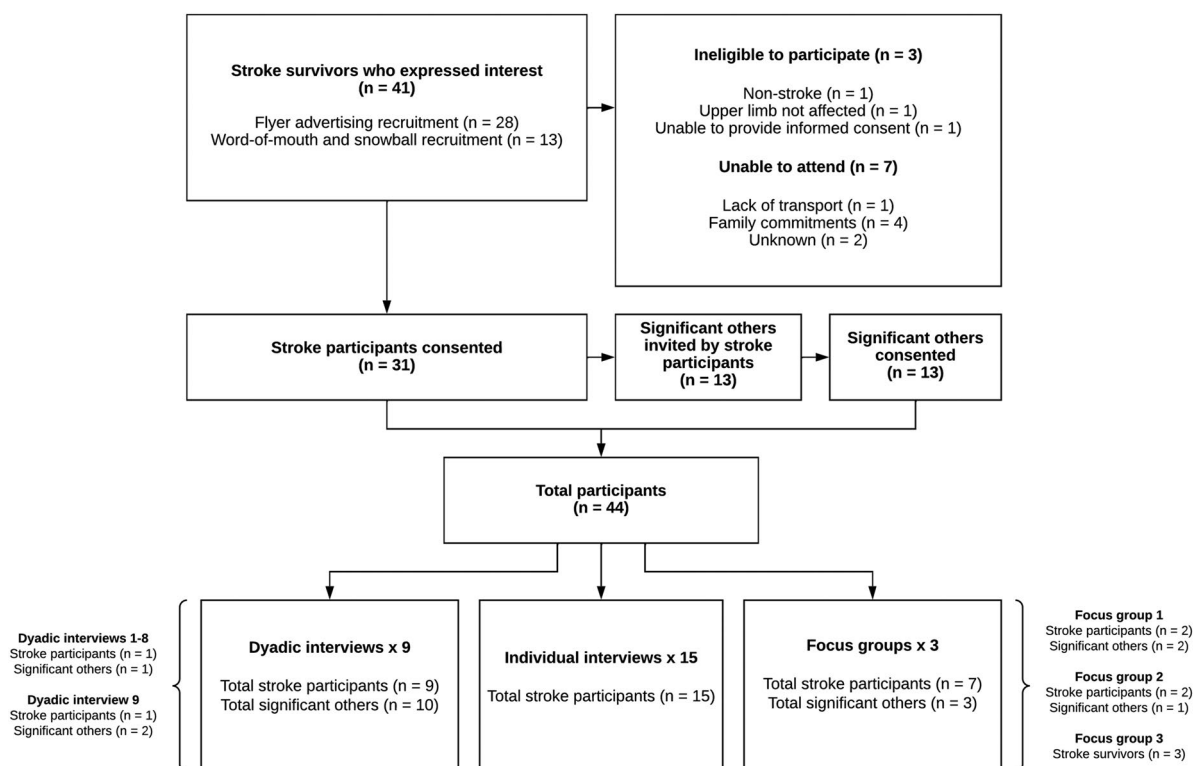 Stroke survivors who expressed interest
(n = 41)
Flyer advertising recruitment (n = 28)
Word-of-mouth and snowball recruitment (n = 13)
Ineligible to participate (n = 3)
Non-stroke (n = 1)
Upper limb not affected (n = 1)
Unable to provide informed consent (n = 1)
Unable to attend (n = 7)
Lack of transport (n = 1)
Family commitments (n = 4)
Unknown (n = 2)
Stroke participants consented
(n = 31)
Significant others
invited by stroke
participants
(n = 13)
Significant others
consented
(n = 13)
Total participants
(n = 44)
Dyadic interviews 1-8
Stroke participants (n = 1)
Significant others (n = 1)
Dyadic interview 9
Stroke participants (n = 1)
Significant others (n = 2)
Dyadic interviews x 9
Total stroke participants (n = 9)
Total significant others (n = 10)
Individual interviews x 15
Total stroke participants (n = 15)
Focus groups x 3
Total stroke participants (n = 7)
Total significant others (n = 3)
Focus group 1
Stroke participants (n = 2)
Significant others (n = 2)
Focus group 2
Stroke participants (n = 2)
Significant others (n = 1)
Focus group 3
Stroke survivors (n = 3)